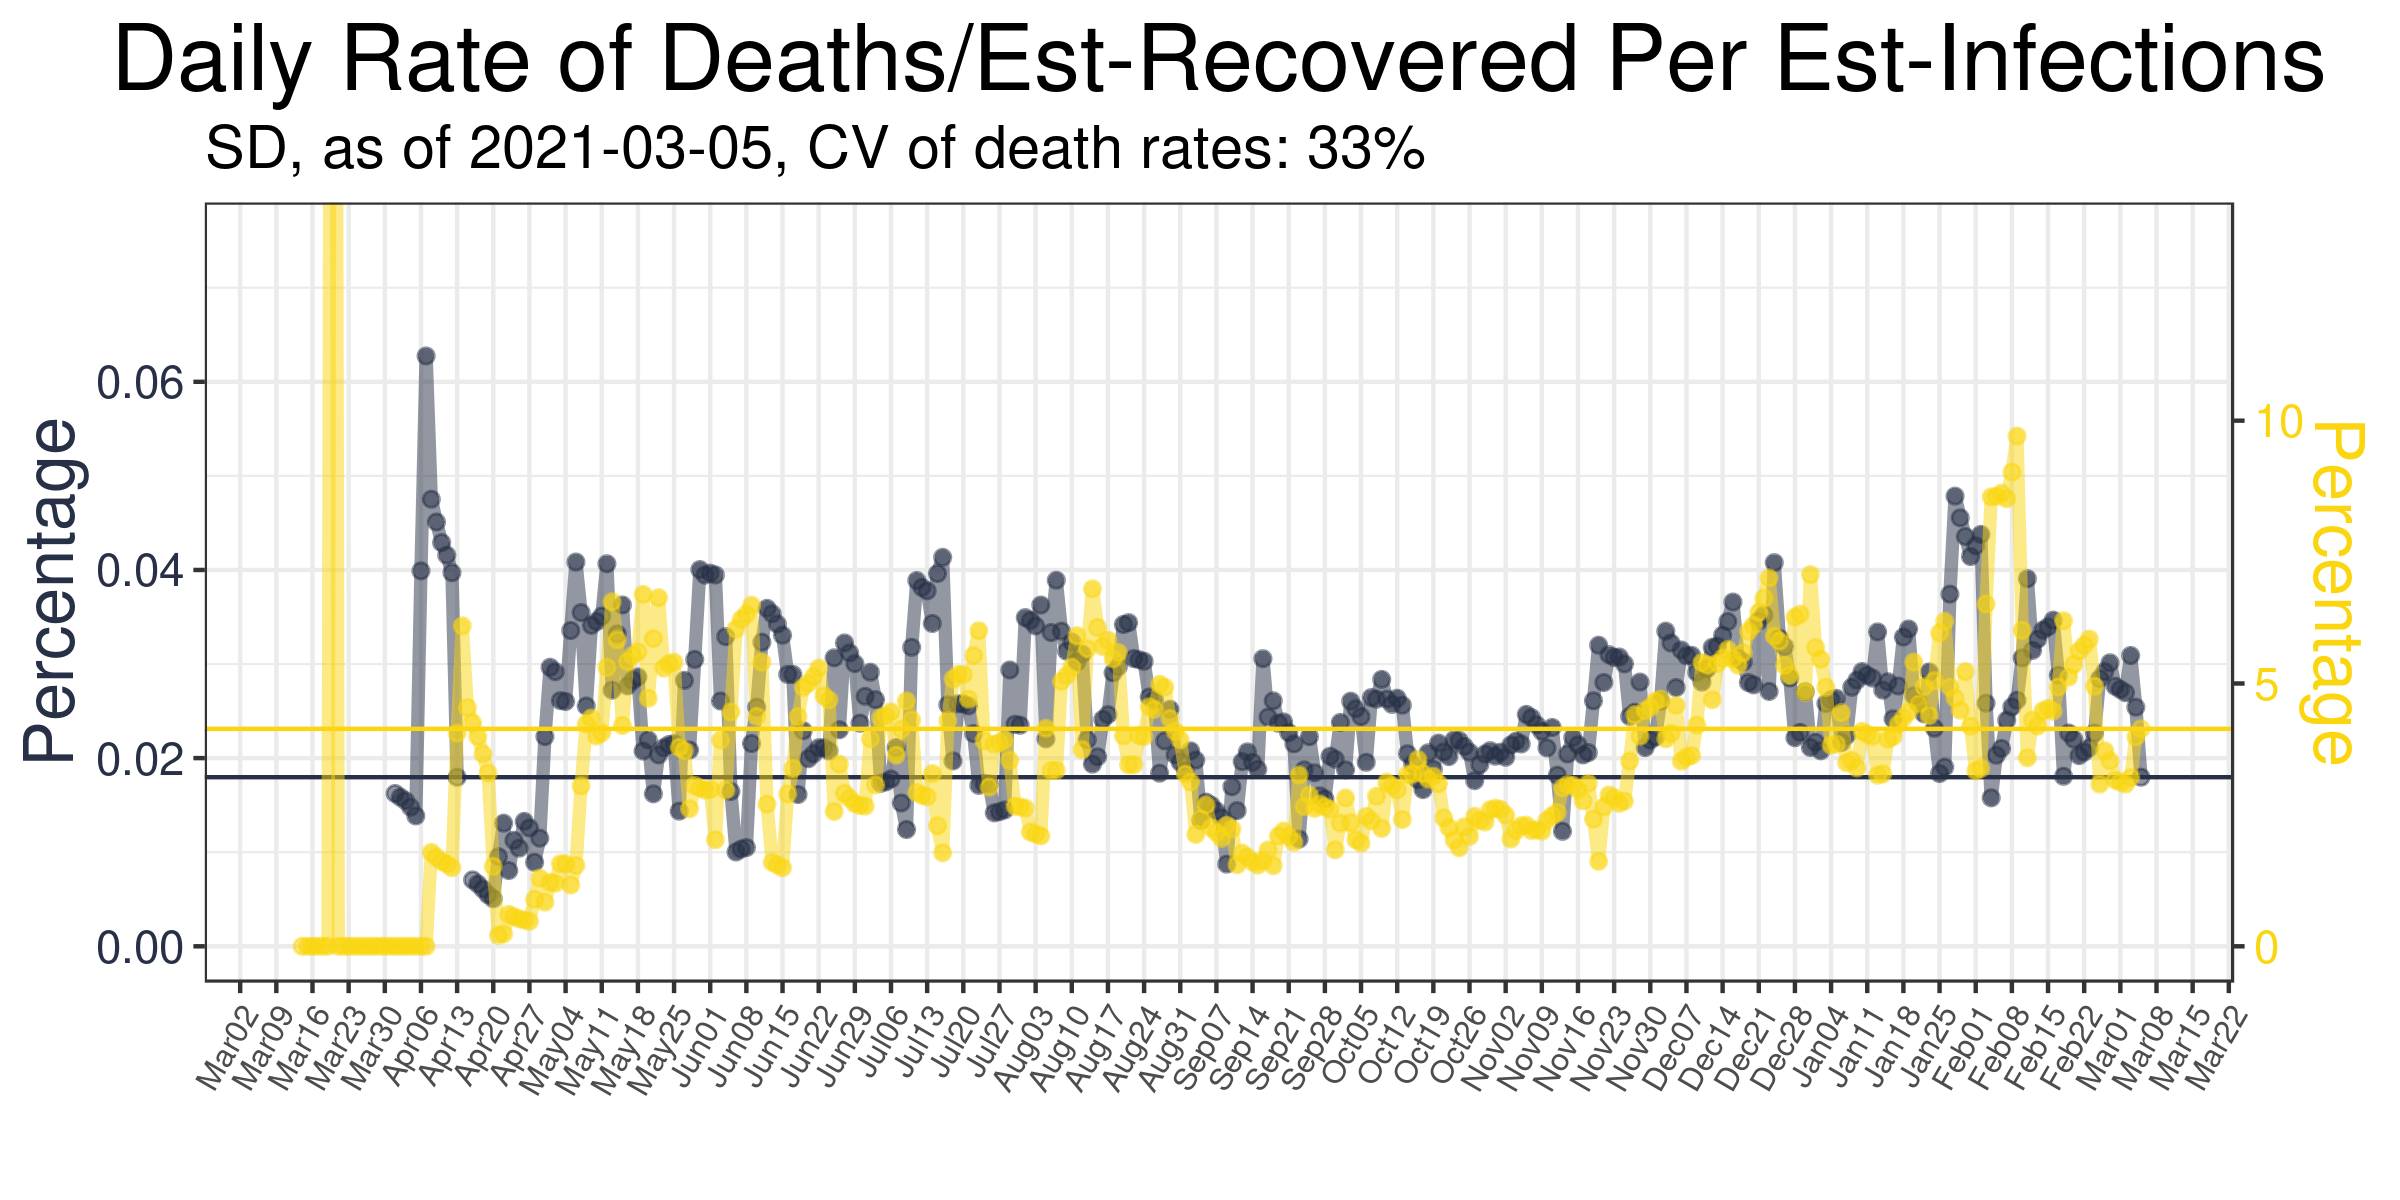 Daily Rate of Deaths/Est-Recovered Per Est-Infections
SD, as of 2021-03-05, CV of death rates: 33%
Percentage
0.06
0.04
0.02
0.00
10
5
0
Percentage
Mar02
Mar09
Mar16
Mar23
Mar30
Apr06
Apr13
Apr20
Apr27
May04
May11
May18
May25
Jun01
Jun08
Jun15
Jun22
Jun29
Jul06
Jul13
Jul20
Jul27
Aug03
Aug10
Aug17
Aug24
Aug31
Sep07
Sep14
Sep21
Sep28
Oct05
Oct12
Oct19
Oct26
Nov02
Nov09
Nov16
Nov23
Nov30
Dec07
Dec14
Dec21
Dec28
Jan04
Jan11
Jan18
Jan25
Feb01
Feb08
Feb15
Feb22
Mar01
Mar08
Mar15
Mar22